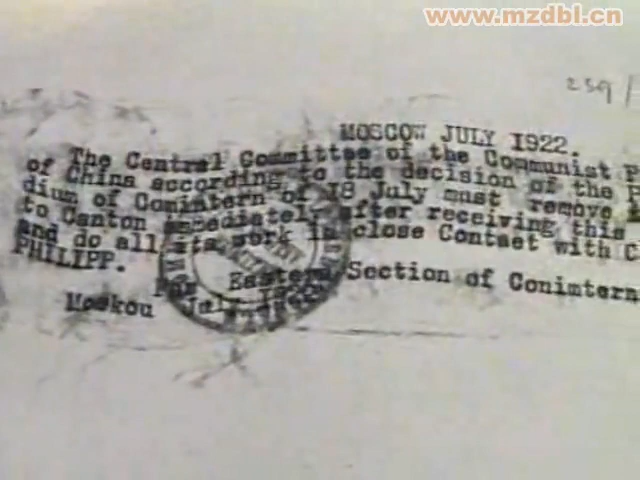 www.mzdbl.cn
259/
MOSCOW JULY 1922.
The Central Committee of the Communist P
of China according to the decision of the P
dium of Comintern of 18 July must remove
to Canton immediately after receiving this
and do all its work in close Contact with C
PHILIPP.
Eastern Section of Conimtern
Moskou July